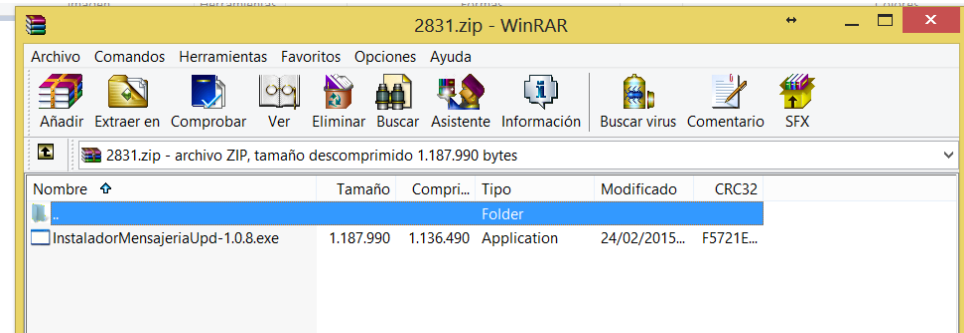 2831.zip - WinRAR
Archivo Comandos Herramientas Favoritos Opciones Ayuda
Añadir Extraer en Comprobar Ver Eliminar Buscar Asistente Información Buscar virus Comentario SFX
2831.zip - archivo ZIP, tamaño descomprimido 1.187.990 bytes
Nombre Tamaño Compri... Tipo Modificado CRC32
.. Folder
InstaladorMensajeriaUpd-1.0.8.exe 1.187.990 1.136.490 Application 24/02/2015... F5721E...